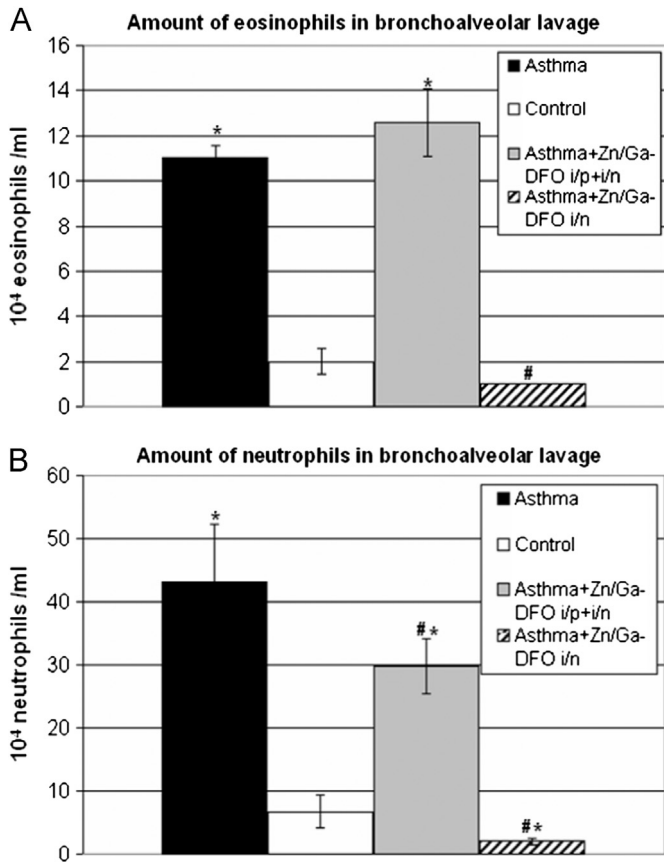 A
Amount of eosinophils in bronchoalveolar lavage
10⁴ eosinophils /ml
16
14
12
10
8
6
4
2
0
*
*
#
Asthma
Control
Asthma+Zn/Ga-
DFO i/p+i/n
Asthma+Zn/Ga-
DFO i/n
B
Amount of neutrophils in bronchoalveolar lavage
10⁴ neutrophils /ml
60
50
40
30
20
10
0
*
#*
#*
Asthma
Control
Asthma+Zn/Ga-
DFO i/p+i/n
Asthma+Zn/Ga-
DFO i/n